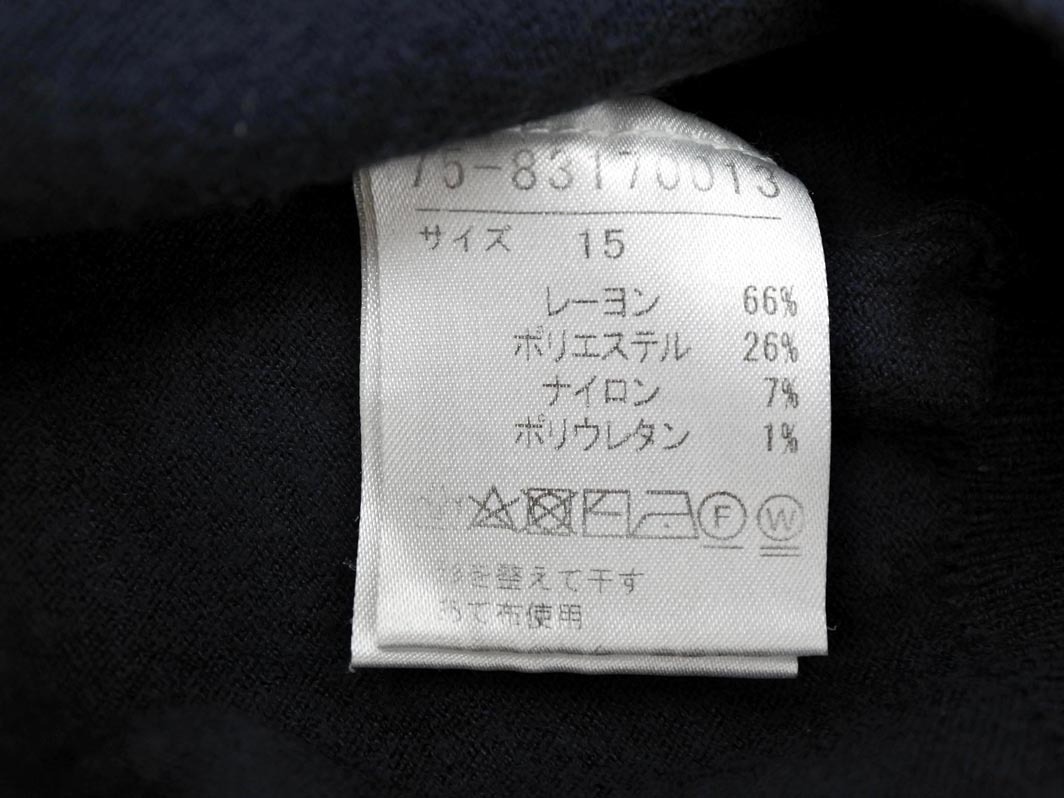 75-83170013
サイズ 15
レーヨン 66%
ポリエステル 26%
ナイロン 7%
ポリウレタン 1%
F W
形を整えて干す
あて布使用